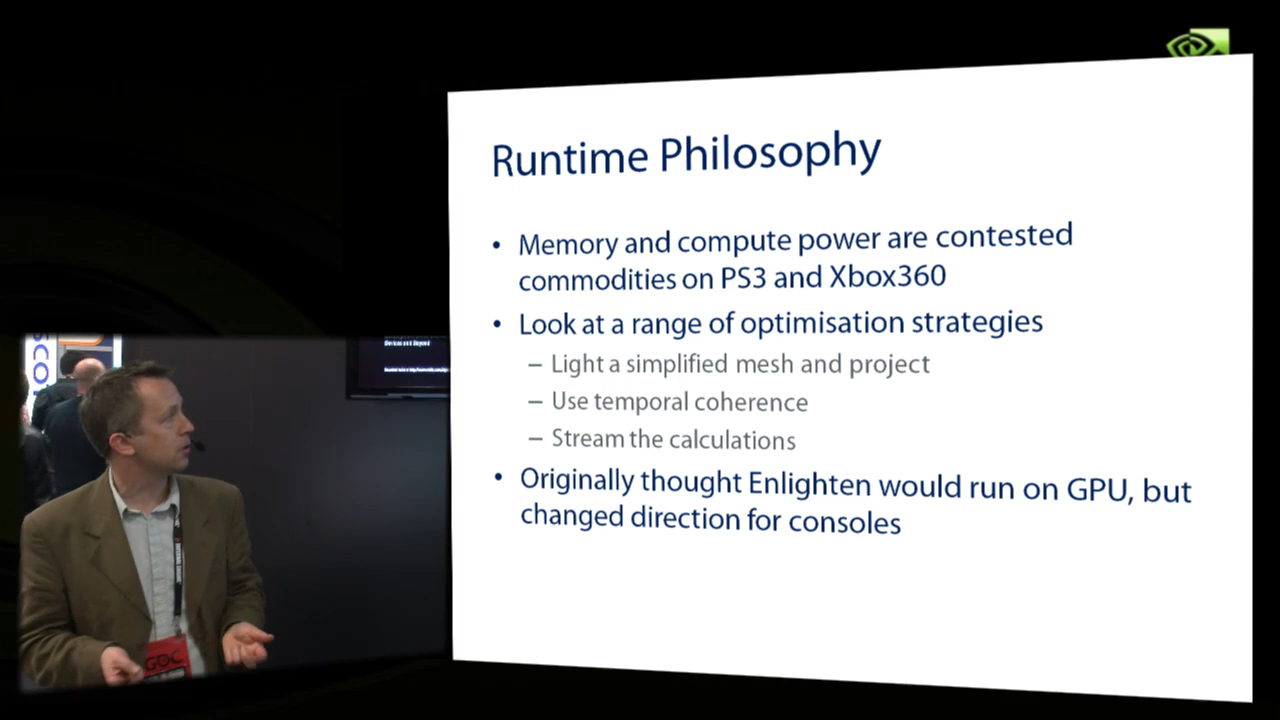 Runtime Philosophy
• Memory and compute power are contested
commodities on PS3 and Xbox360
• Look at a range of optimisation strategies
– Light a simplified mesh and project
– Use temporal coherence
– Stream the calculations
• Originally thought Enlighten would run on GPU, but
changed direction for consoles
GDC